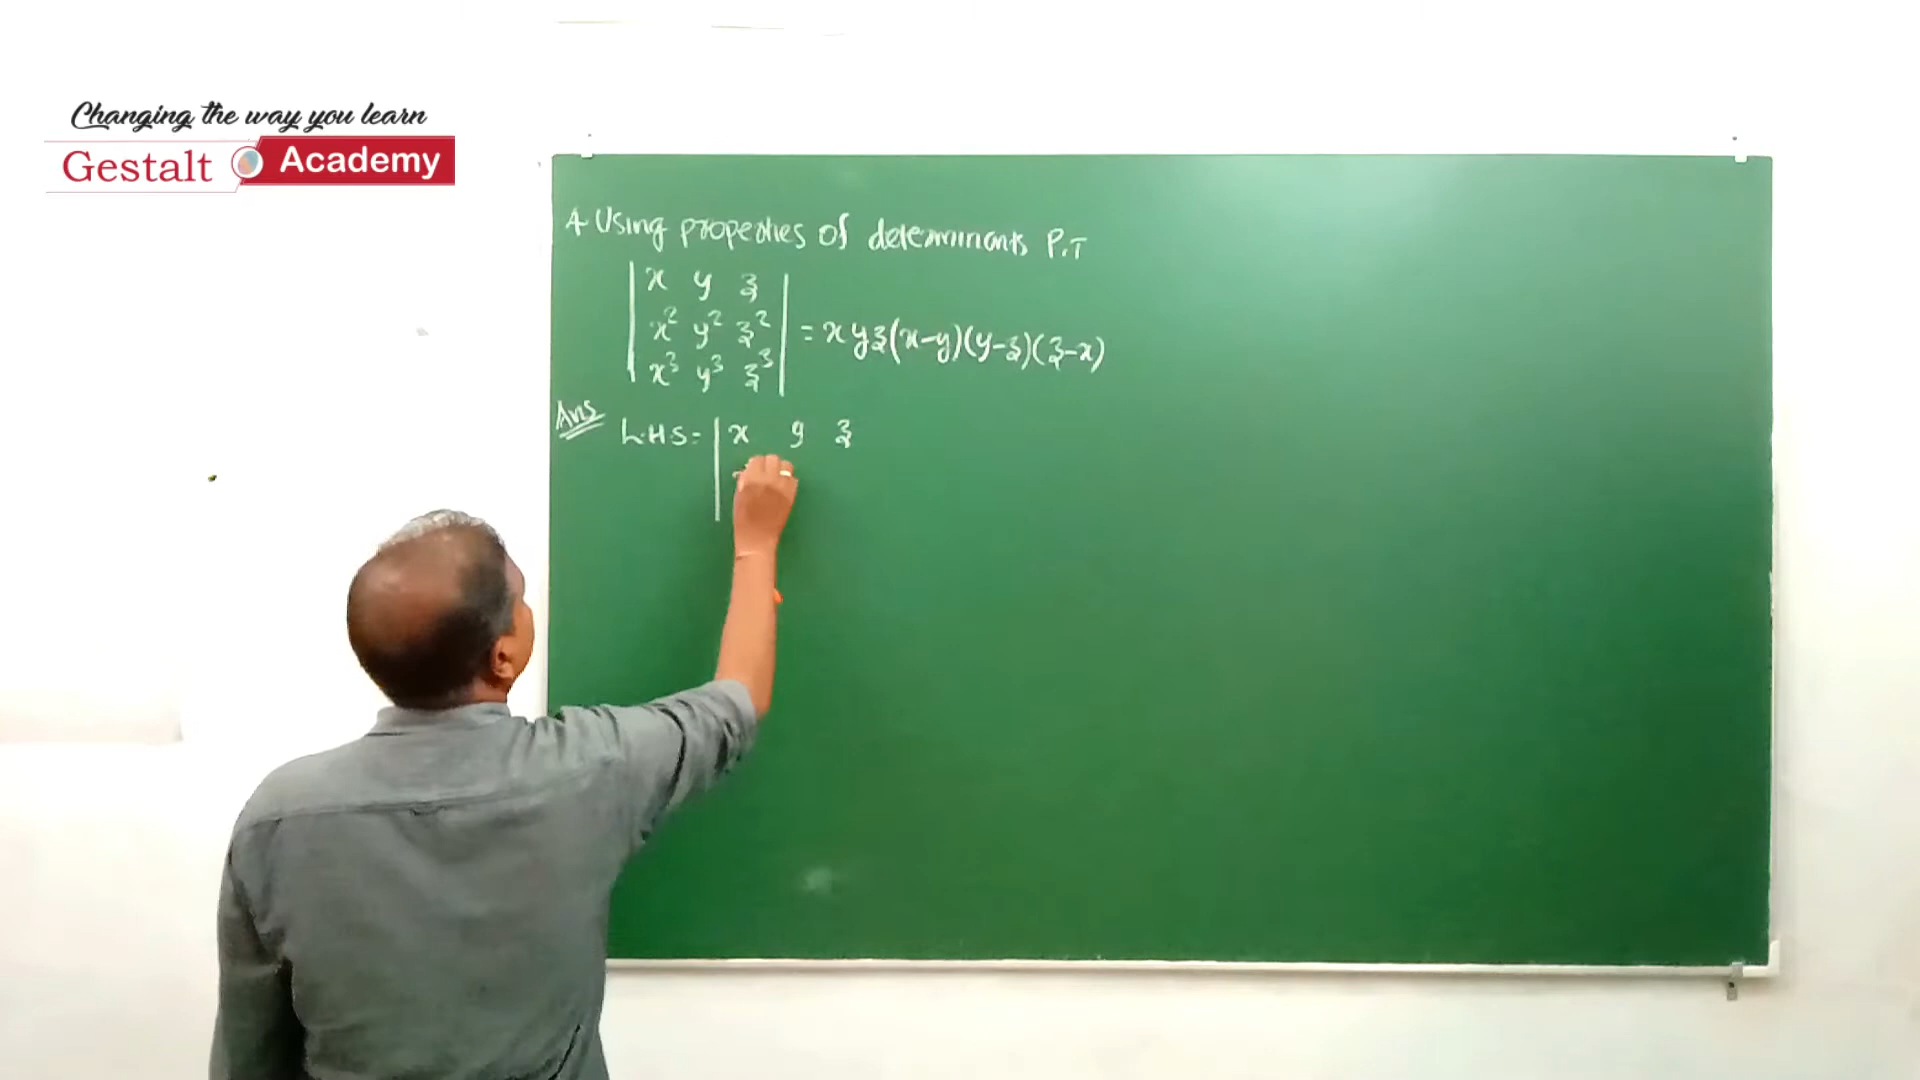 Changing the way you learn
Gestalt Academy
4. Using properties of determinants P.T
| x y z |
| x² y² z² | = xyz(x-y)(y-z)(z-x)
| x³ y³ z³ |
Ans
L.H.S = | x y z